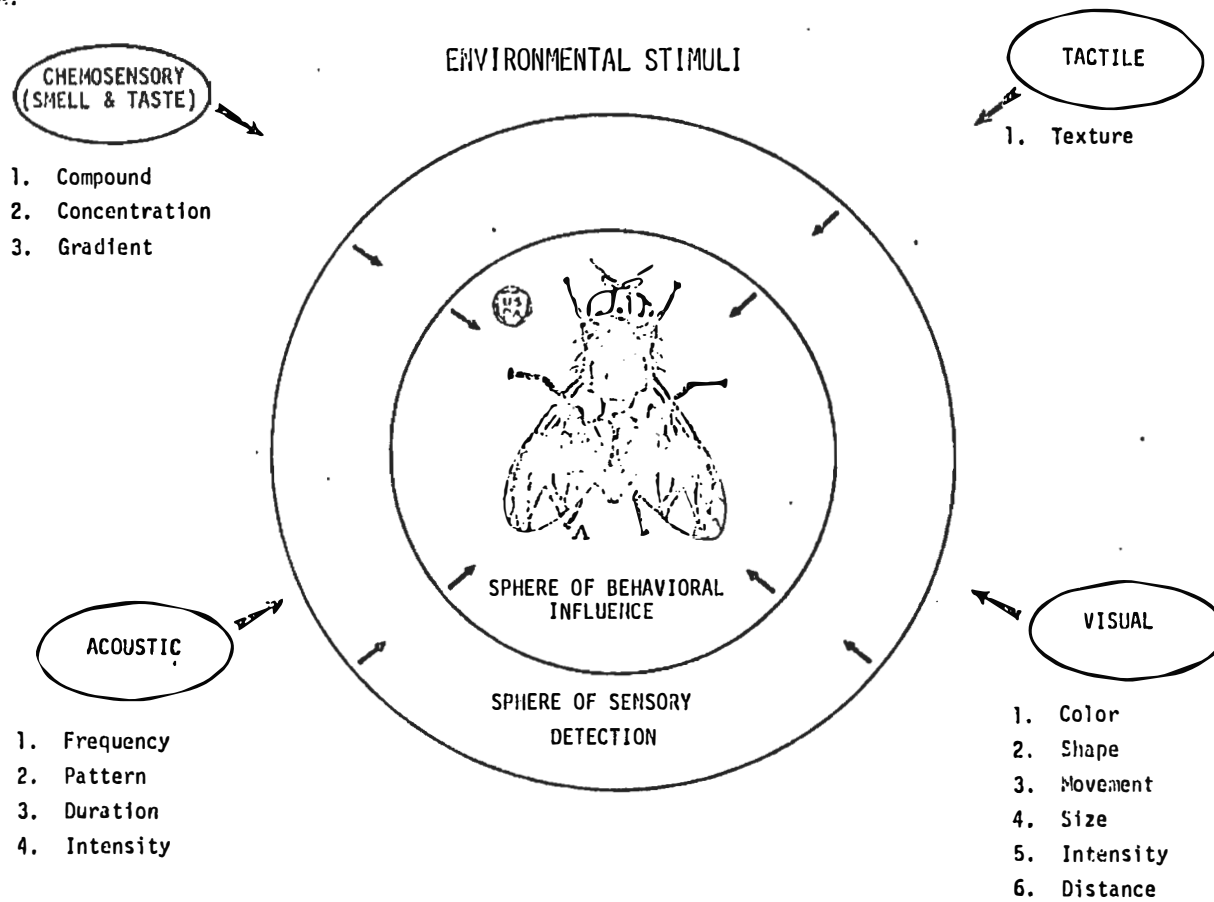 ENVIRONMENTAL STIMULI
CHEMOSENSORY
(SMELL & TASTE)
1. Compound
2. Concentration
3. Gradient
TACTILE
1. Texture
SPHERE OF BEHAVIORAL
INFLUENCE
SPHERE OF SENSORY
DETECTION
ACOUSTIC
1. Frequency
2. Pattern
3. Duration
4. Intensity
VISUAL
1. Color
2. Shape
3. Movement
4. Size
5. Intensity
6. Distance